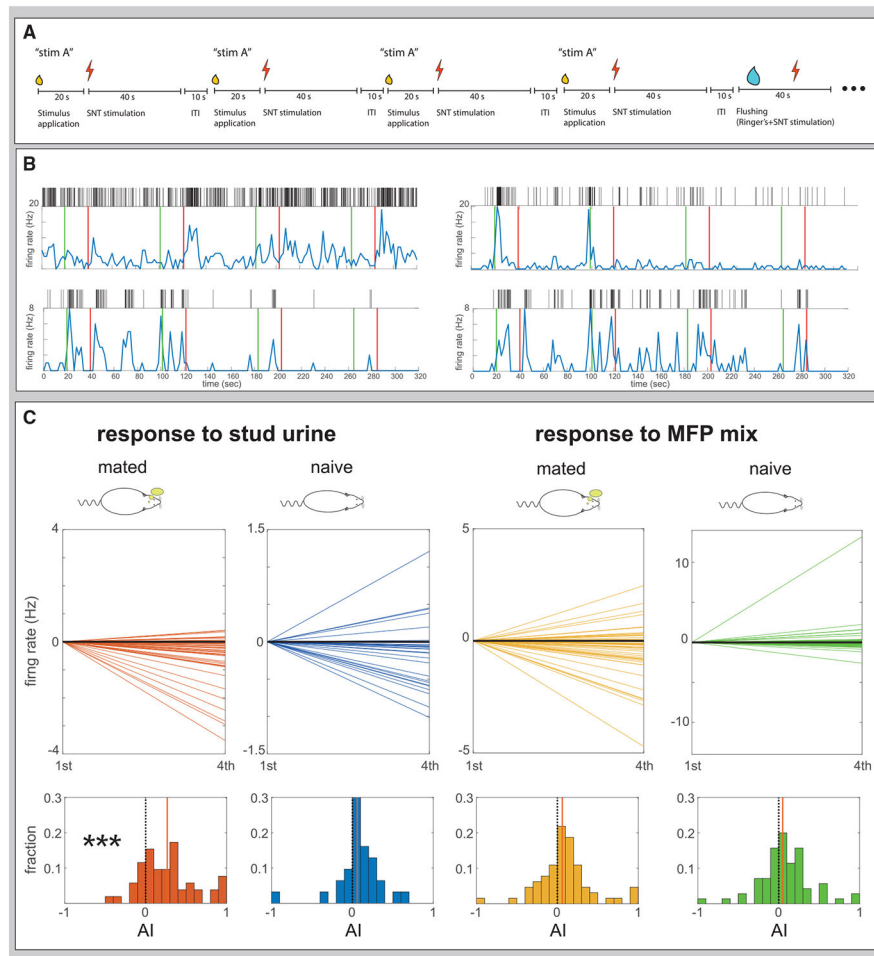 A
"stim A" "stim A" "stim A" "stim A"
20 s 40 s 10 s 20 s 40 s 10 s 20 s 40 s 10 s 20 s 40 s 10 s 40 s
Stimulus SNT stimulation ITI Stimulus SNT stimulation ITI Stimulus SNT stimulation ITI Stimulus SNT stimulation ITI Flushing
application application application application (Ringer's+SNT stimulation)
B
20 20
firing rate (Hz) firing rate (Hz)
8 8
firing rate (Hz) firing rate (Hz)
0 20 40 60 80 100 120 140 160 180 200 220 240 260 280 300 320 0 20 40 60 80 100 120 140 160 180 200 220 240 260 280 300 320
time (sec) time (sec)
C
response to stud urine response to MFP mix
mated naive mated naive
4 1.5 5 10
firng rate (Hz)
0 0 0 0
-10
-4 -1.5 -5
1st 4th 1st 4th 1st 4th 1st 4th
0.3 0.3 0.3 0.3
***
fraction
0.2 0.2 0.2 0.2
0.1 0.1 0.1 0.1
-1 0 1 -1 0 1 -1 0 1 -1 0 1
AI AI AI AI